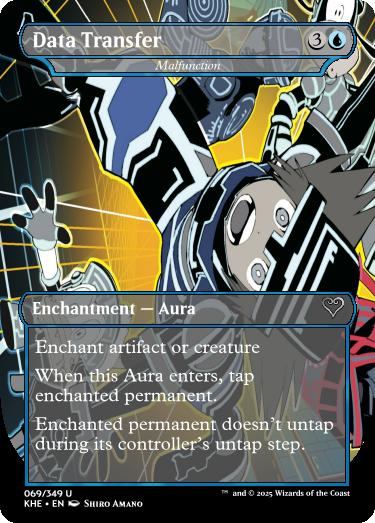 Data Transfer 3
Malfunction
Enchantment — Aura
Enchant artifact or creature
When this Aura enters, tap
enchanted permanent.
Enchanted permanent doesn't untap
during its controller's untap step.
069/349 U
KHE • EN Shiro Amano
™ and © 2025 Wizards of the Coast